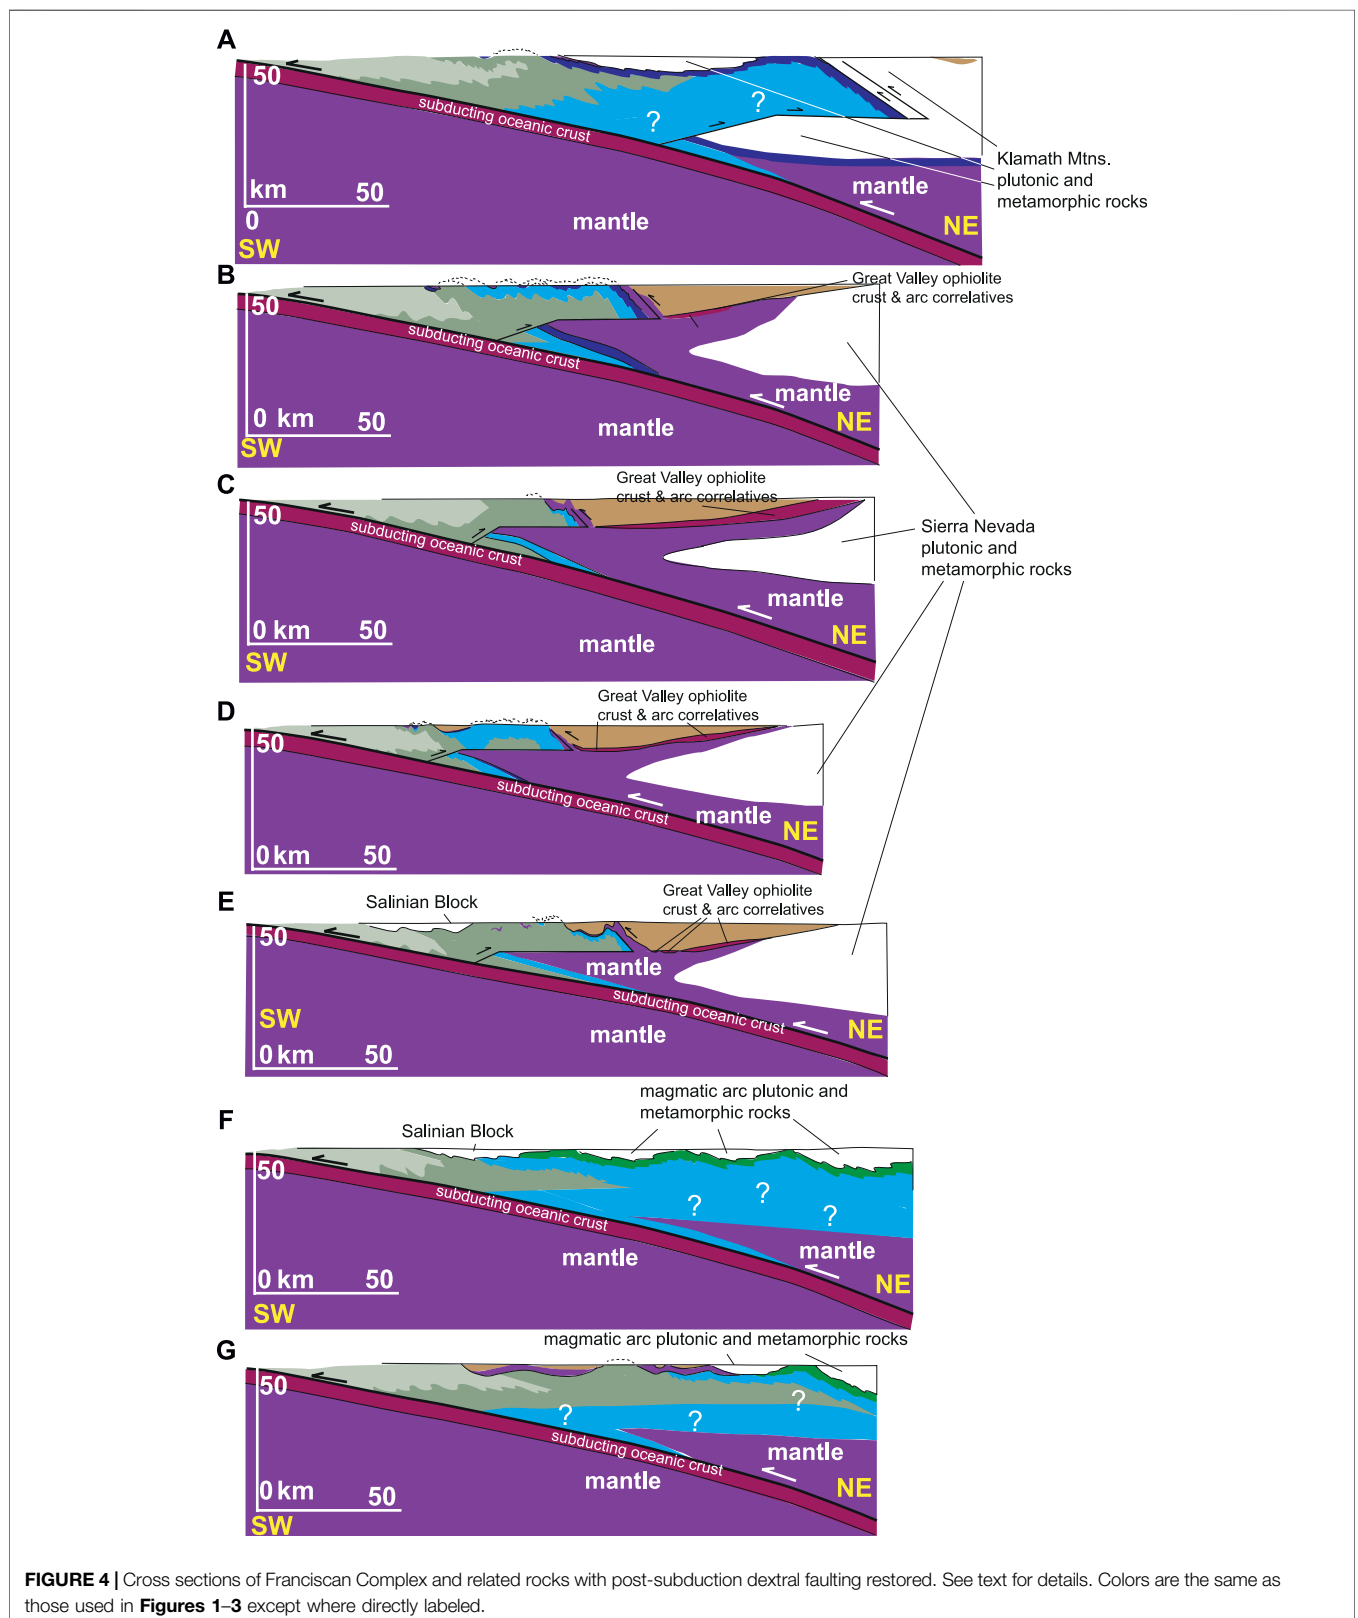 A
50
subducting oceanic crust
?
?
km
50
0
SW
mantle
mantle
NE
Klamath Mtns.
plutonic and
metamorphic rocks
B
50
subducting oceanic crust
Great Valley ophiolite
crust & arc correlatives
0 km
50
SW
mantle
mantle
NE
C
50
subducting oceanic crust
Great Valley ophiolite
crust & arc correlatives
0 km
50
SW
mantle
mantle
NE
Sierra Nevada
plutonic and
metamorphic rocks
D
50
Great Valley ophiolite
crust & arc correlatives
subducting oceanic crust
0 km
50
mantle
NE
E
Salinian Block
Great Valley ophiolite
crust & arc correlatives
50
mantle
subducting oceanic crust
SW
0 km
50
mantle
NE
F
Salinian Block
magmatic arc plutonic and
metamorphic rocks
50
subducting oceanic crust
?
?
?
0 km
50
SW
mantle
mantle
NE
G
magmatic arc plutonic and metamorphic rocks
50
?
?
?
subducting oceanic crust
0 km
50
SW
mantle
mantle
NE
FIGURE 4 | Cross sections of Franciscan Complex and related rocks with post-subduction dextral faulting restored. See text for details. Colors are the same as
those used in Figures 1–3 except where directly labeled.